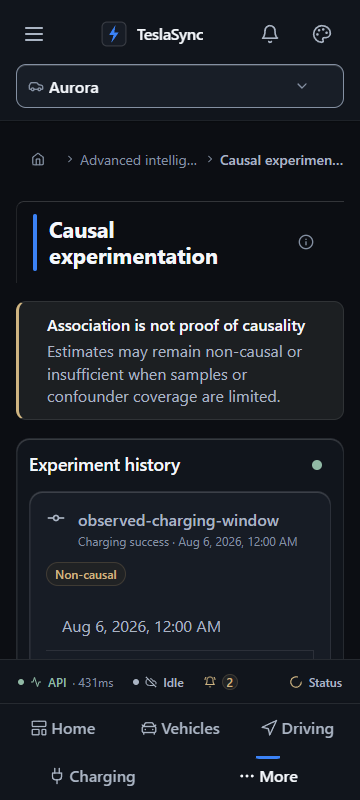 TeslaSync
Aurora
Advanced intellig...
Causal experimen...
Causal
experimentation
Association is not proof of causality
Estimates may remain non-causal or
insufficient when samples or
confounder coverage are limited.
Experiment history
observed-charging-window
Charging success · Aug 6, 2026, 12:00 AM
Non-causal
Aug 6, 2026, 12:00 AM
API · 431ms
Idle
2
Status
Home
Vehicles
Driving
Charging
More